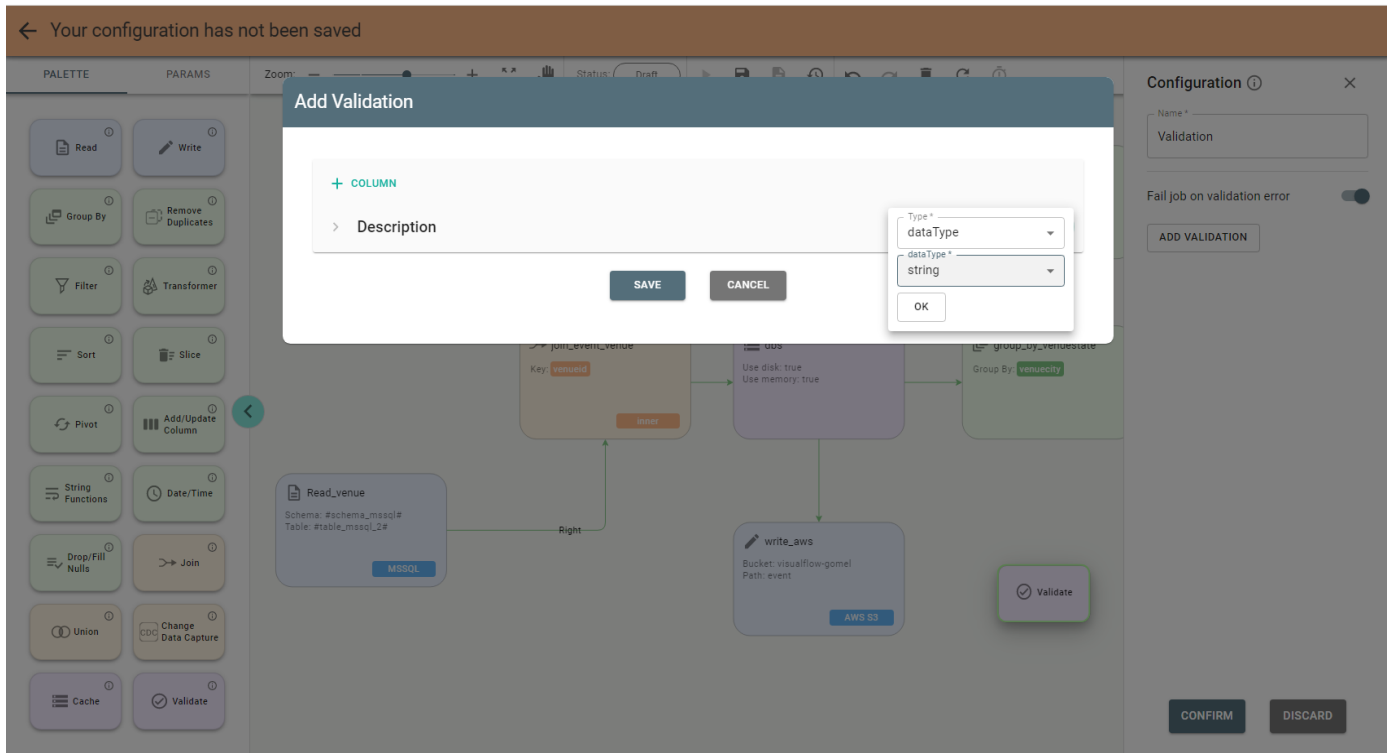 Your configuration has not been saved
PALETTE
PARAMS
Zoom:
Status:
Draft
Add Validation
COLUMN
Description
Type *
dataType
dataType *
string
OK
SAVE
CANCEL
Configuration
Name *
Validation
Fail job on validation error
ADD VALIDATION
Read
Write
Group By
Remove
Duplicates
Filter
Transformer
Sort
Slice
Pivot
Add/Update
Column
String
Functions
Date/Time
Drop/Fill
Nulls
Join
Union
CDC
Change
Data Capture
Cache
Validate
join_event_venue
Key: venueid
inner
Use disk: true
Use memory: true
group_by_venuestate
Group By: venuecity
Read_venue
Schema: #schema_mssql#
Table: #table_mssql_2#
MSSQL
Right
write_aws
Bucket: visualflow-gomel
Path: event
AWS S3
Validate
CONFIRM
DISCARD